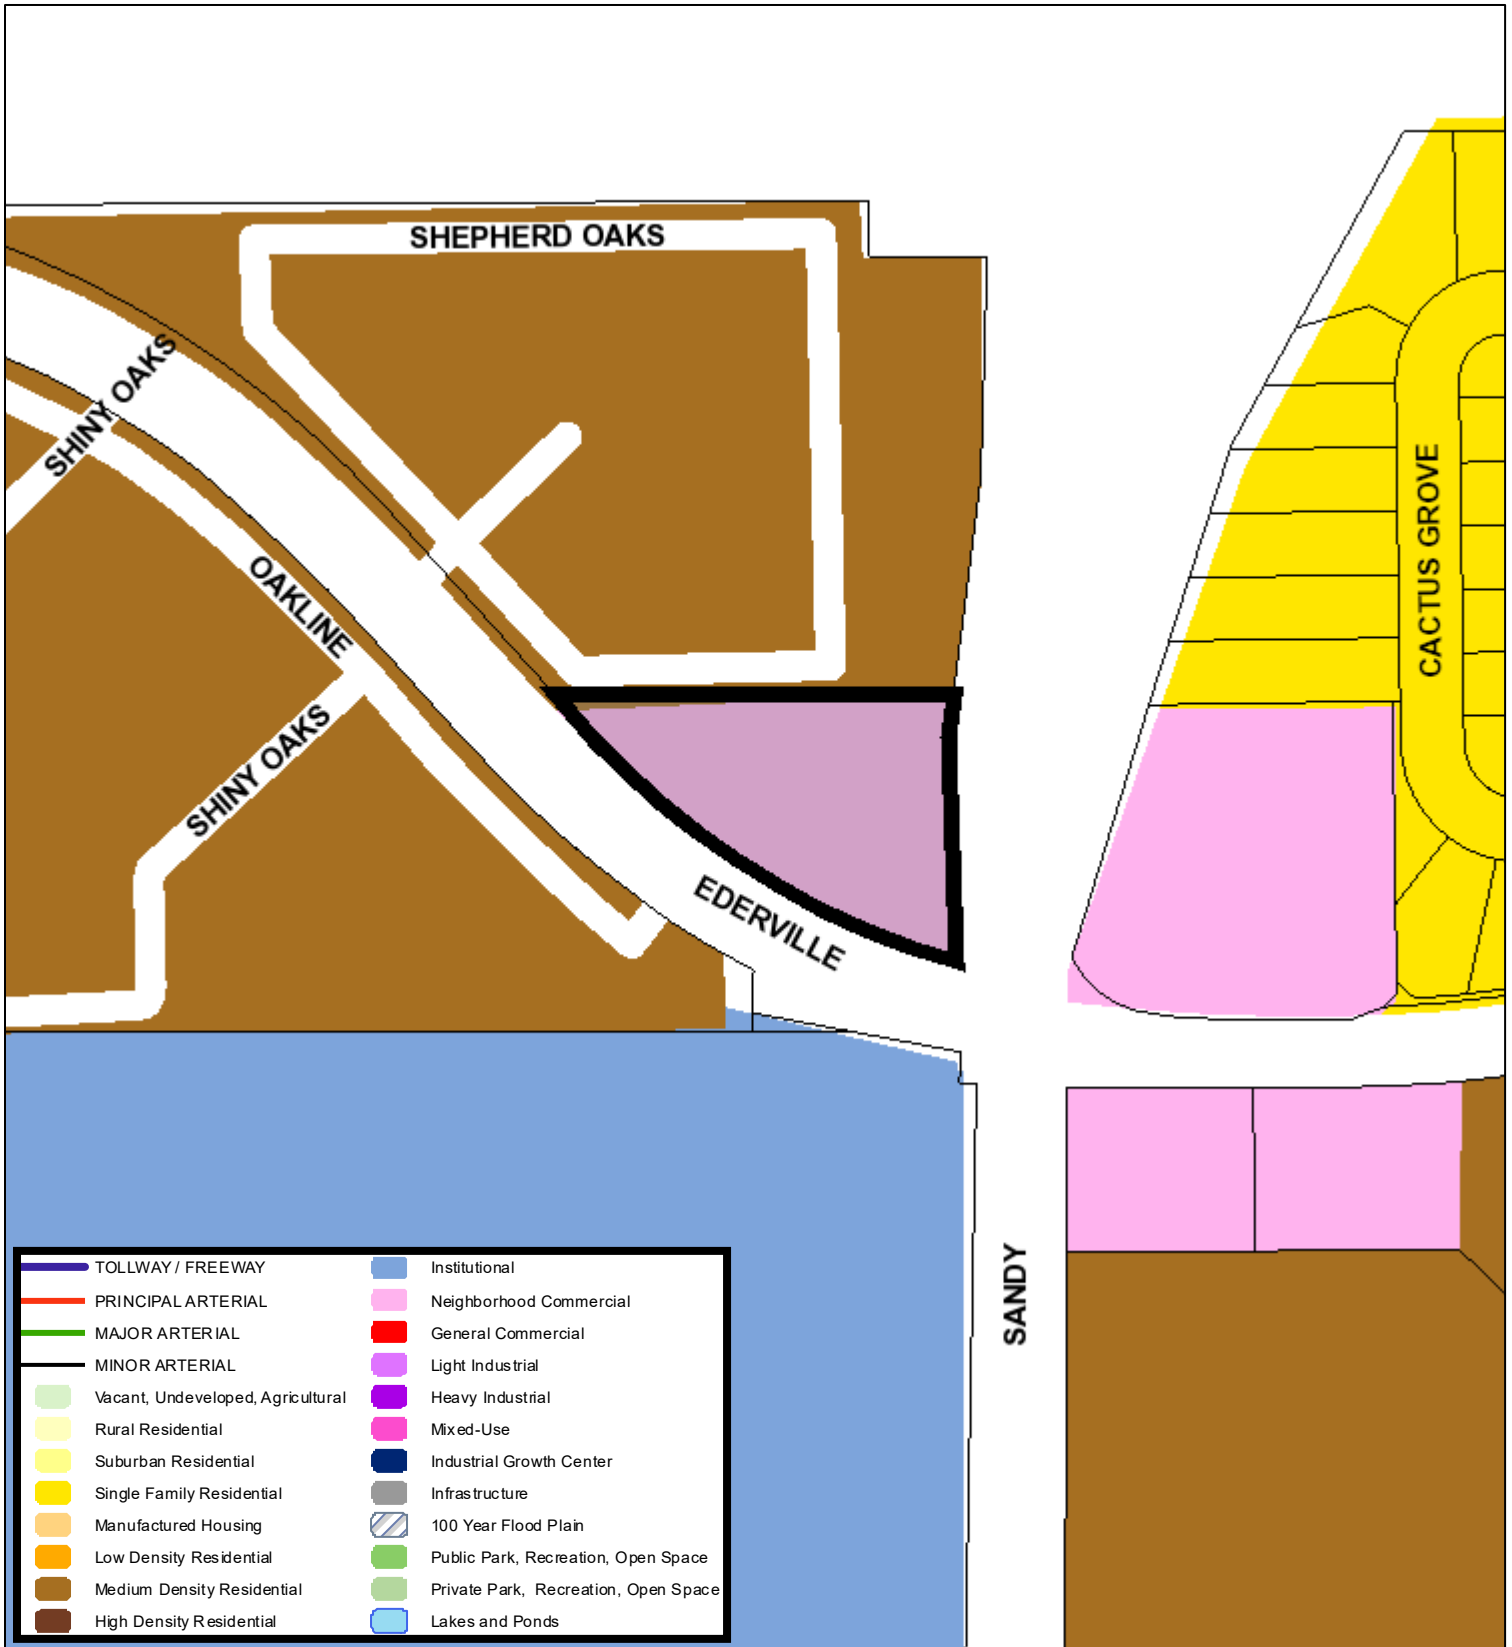 SHEPHERD OAKS
SHINY OAKS
CACTUS GROVE
OAKLINE
SHINY OAKS
EDERVILLE
SANDY
TOLLWAY / FREEWAY
PRINCIPAL ARTERIAL
MAJOR ARTERIAL
MINOR ARTERIAL
Vacant, Undeveloped, Agricultural
Rural Residential
Suburban Residential
Single Family Residential
Manufactured Housing
Low Density Residential
Medium Density Residential
High Density Residential
Institutional
Neighborhood Commercial
General Commercial
Light Industrial
Heavy Industrial
Mixed-Use
Industrial Growth Center
Infrastructure
100 Year Flood Plain
Public Park, Recreation, Open Space
Private Park, Recreation, Open Space
Lakes and Ponds